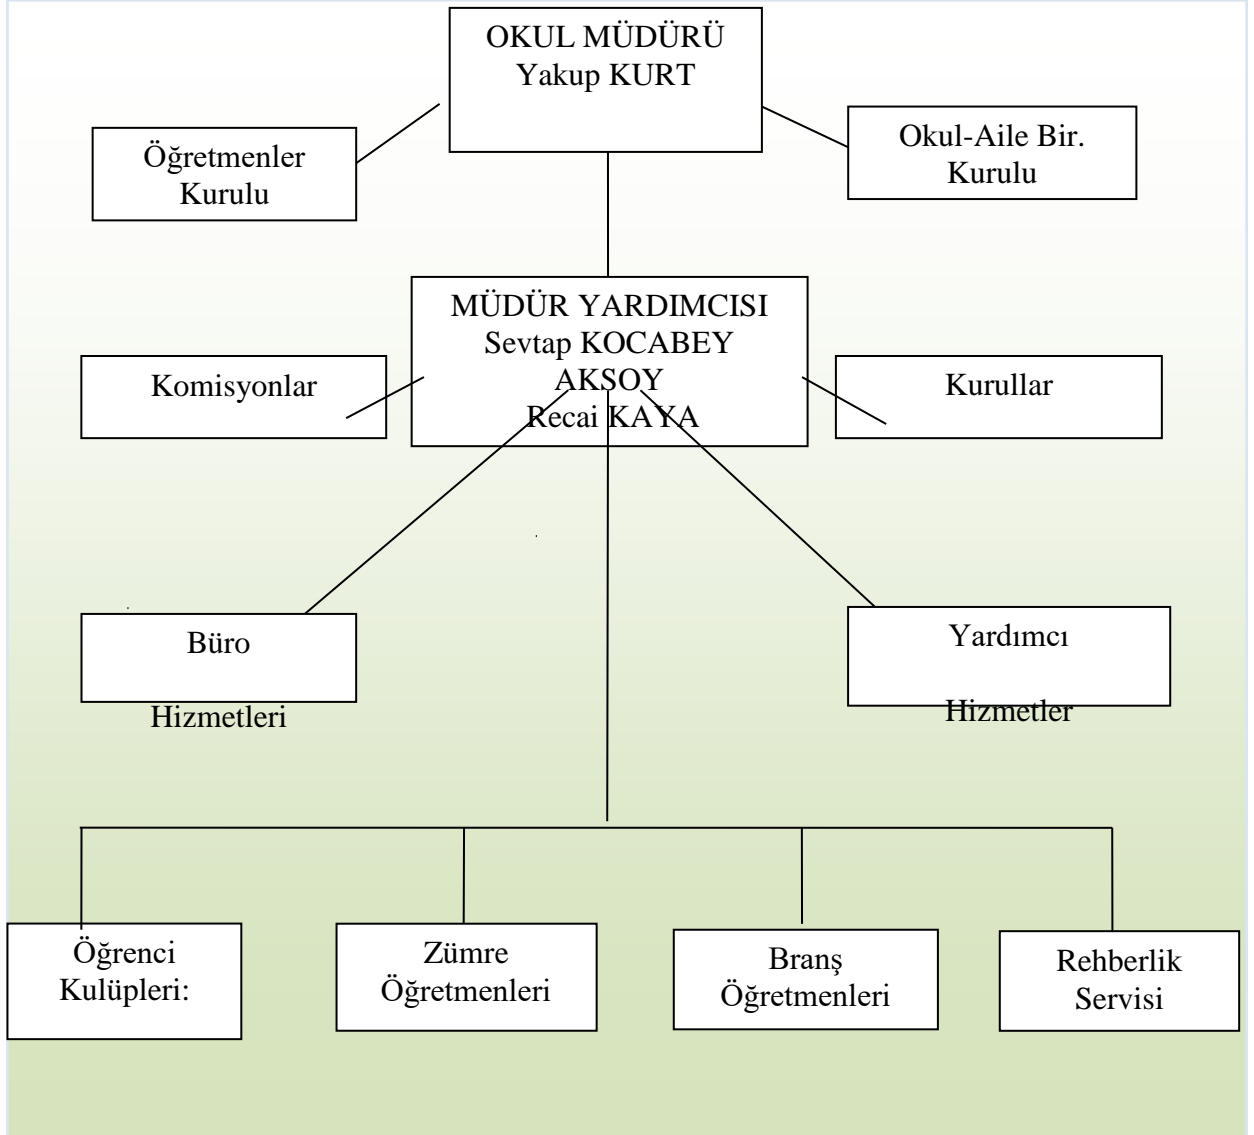 OKUL MÜDÜRÜ
Yakup KURT
Öğretmenler
Kurulu
Okul-Aile Bir.
Kurulu
MÜDÜR YARDIMCISI
Sevtap KOCABEY
AKSOY
Recai KAYA
Komisyonlar
Kurullar
Büro
Hizmetleri
Yardımcı
Hizmetler
Öğrenci
Kulüpleri:
Zümre
Öğretmenleri
Branş
Öğretmenleri
Rehberlik
Servisi